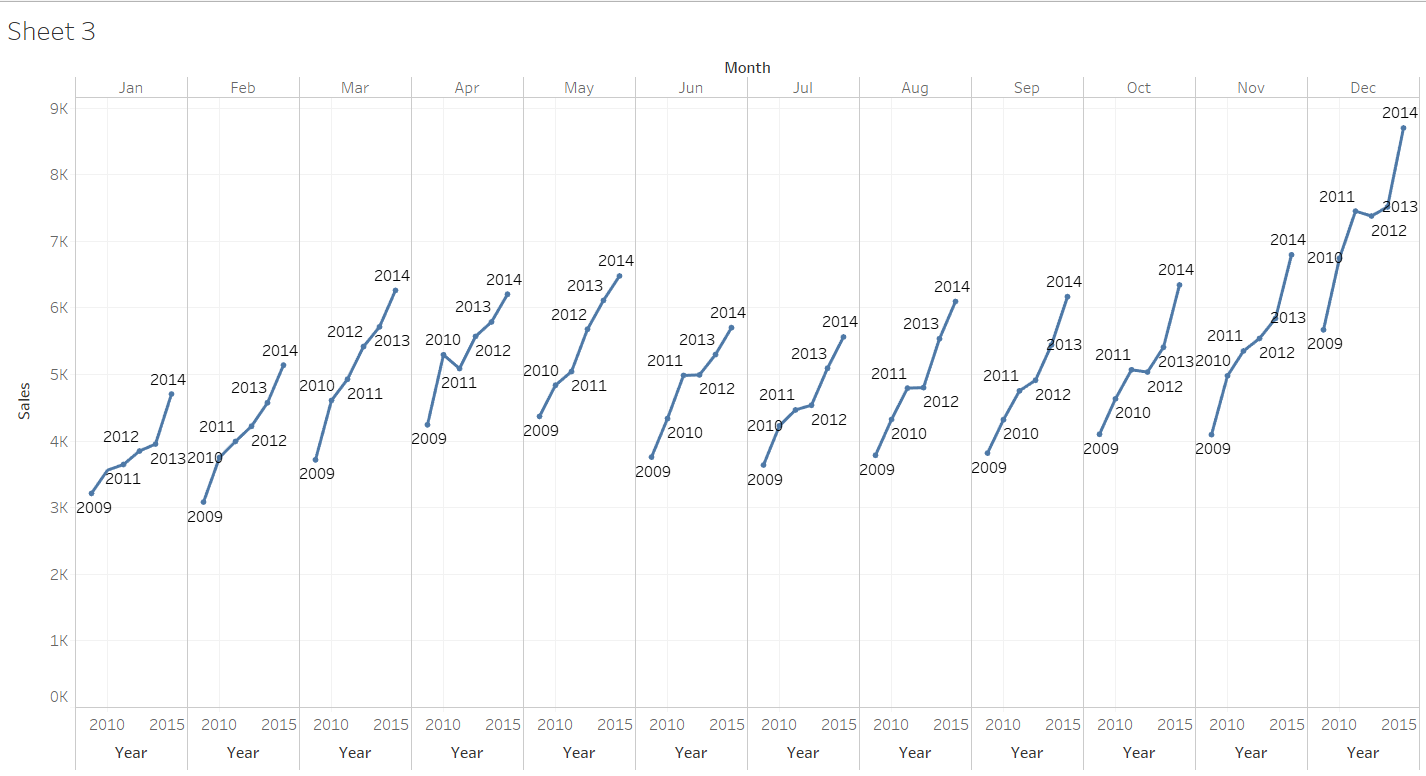 Sheet 3
Month
Jan Feb Mar Apr May Jun Jul Aug Sep Oct Nov Dec
9K
8K
7K
6K
5K
4K
3K
2K
1K
0K
Sales
2009 2011 2012 2013 2014
2009 2010 2011 2012 2013 2014
2009 2010 2011 2012 2013 2014
2009 2010 2011 2012 2013 2014
2009 2010 2011 2012 2013 2014
2009 2010 2011 2012 2013 2014
2009 2010 2011 2012 2013 2014
2009 2010 2011 2012 2013 2014
2009 2010 2011 2012 2013 2014
2009 2010 2011 2012 2013 2014
2009 2010 2011 2012 2013 2014
2009 2010 2011 2012 2013 2014
2010 2015 2010 2015 2010 2015 2010 2015 2010 2015 2010 2015 2010 2015 2010 2015 2010 2015 2010 2015 2010 2015 2010 2015
Year Year Year Year Year Year Year Year Year Year Year Year